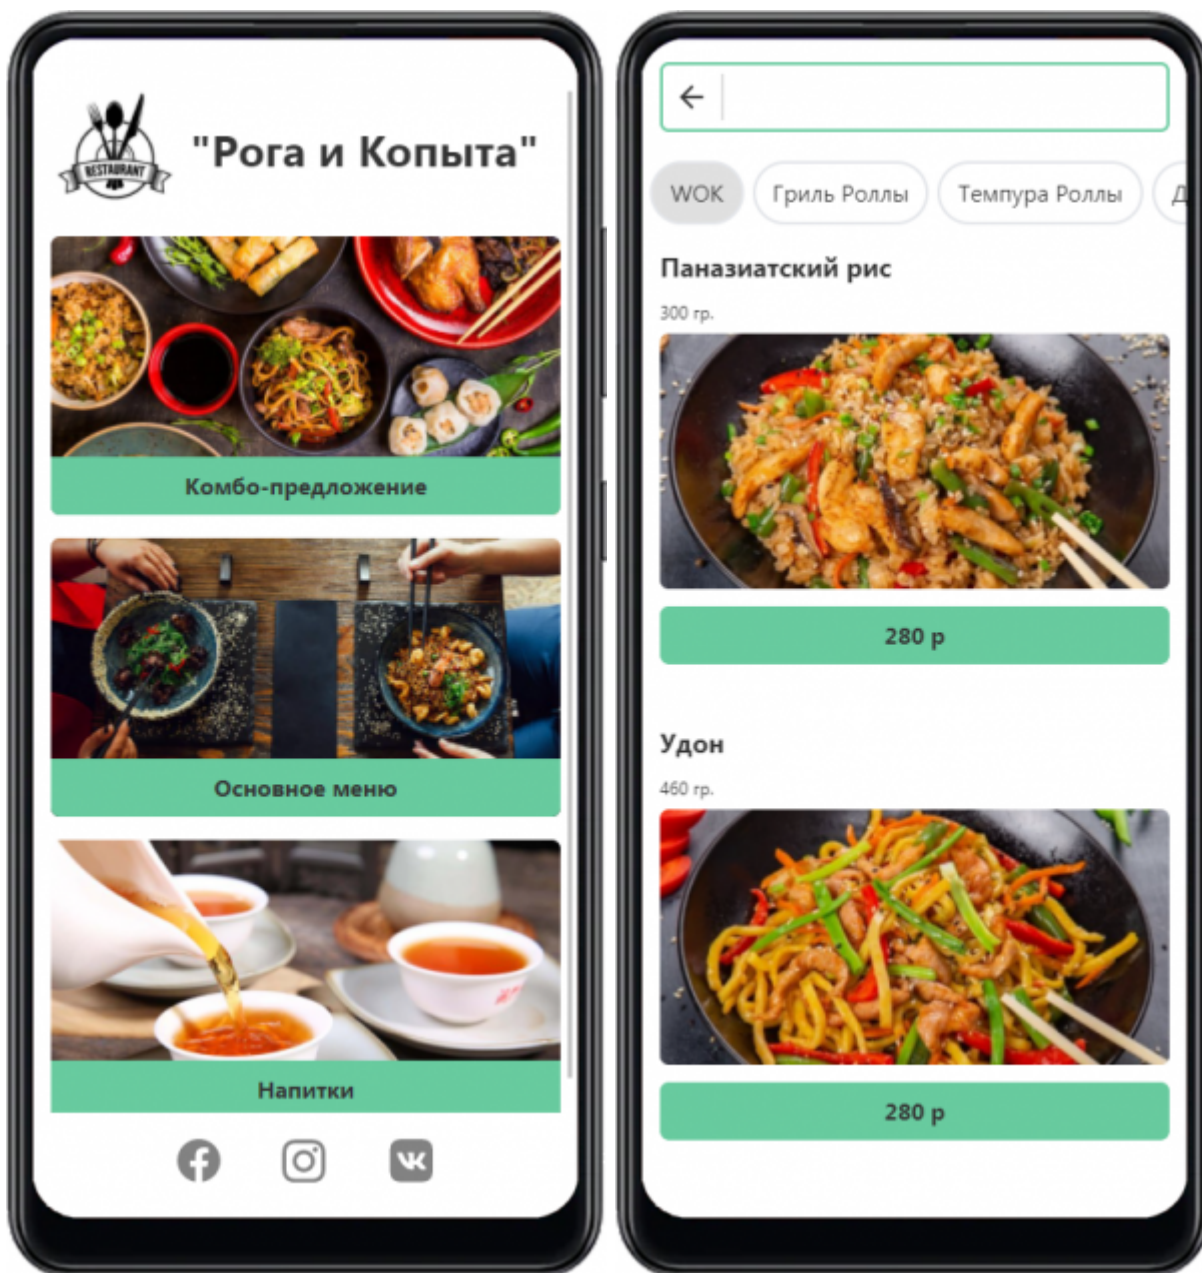 RESTAURANT
"Рога и Копыта"
Комбо-предложение
Основное меню
Напитки
WOK
Гриль Роллы
Темпура Роллы
Д
Паназиатский рис
300 гр.
280 р
Удон
460 гр.
280 р